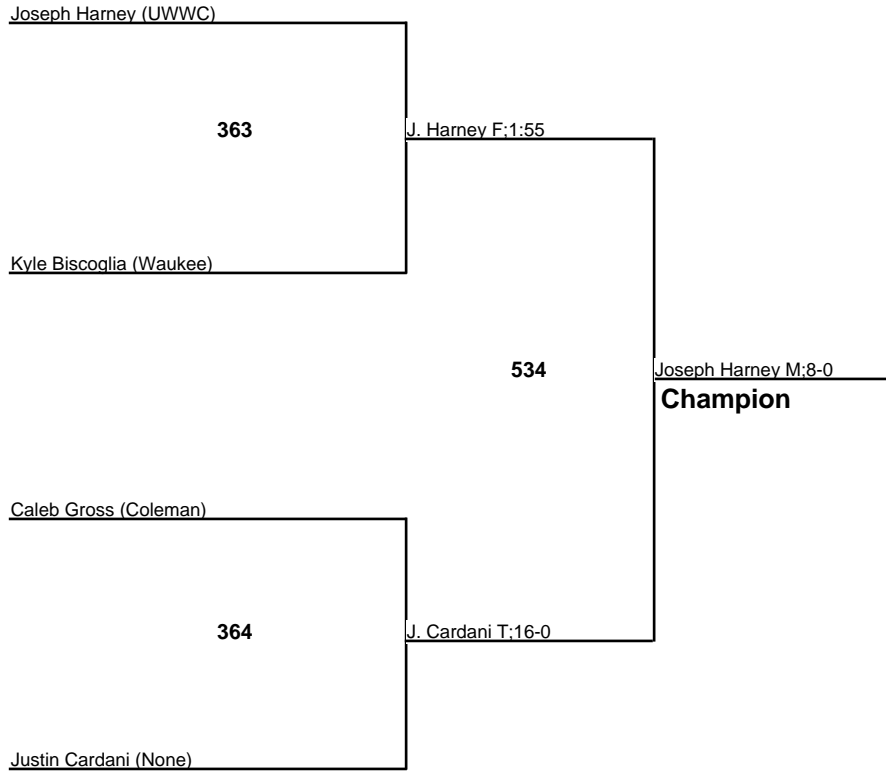 Joseph Harney (UWWC)
363
J. Harney F;1:55
Kyle Biscoglia (Waukee)
534
Joseph Harney M;8-0
Champion
Caleb Gross (Coleman)
364
J. Cardani T;16-0
Justin Cardani (None)